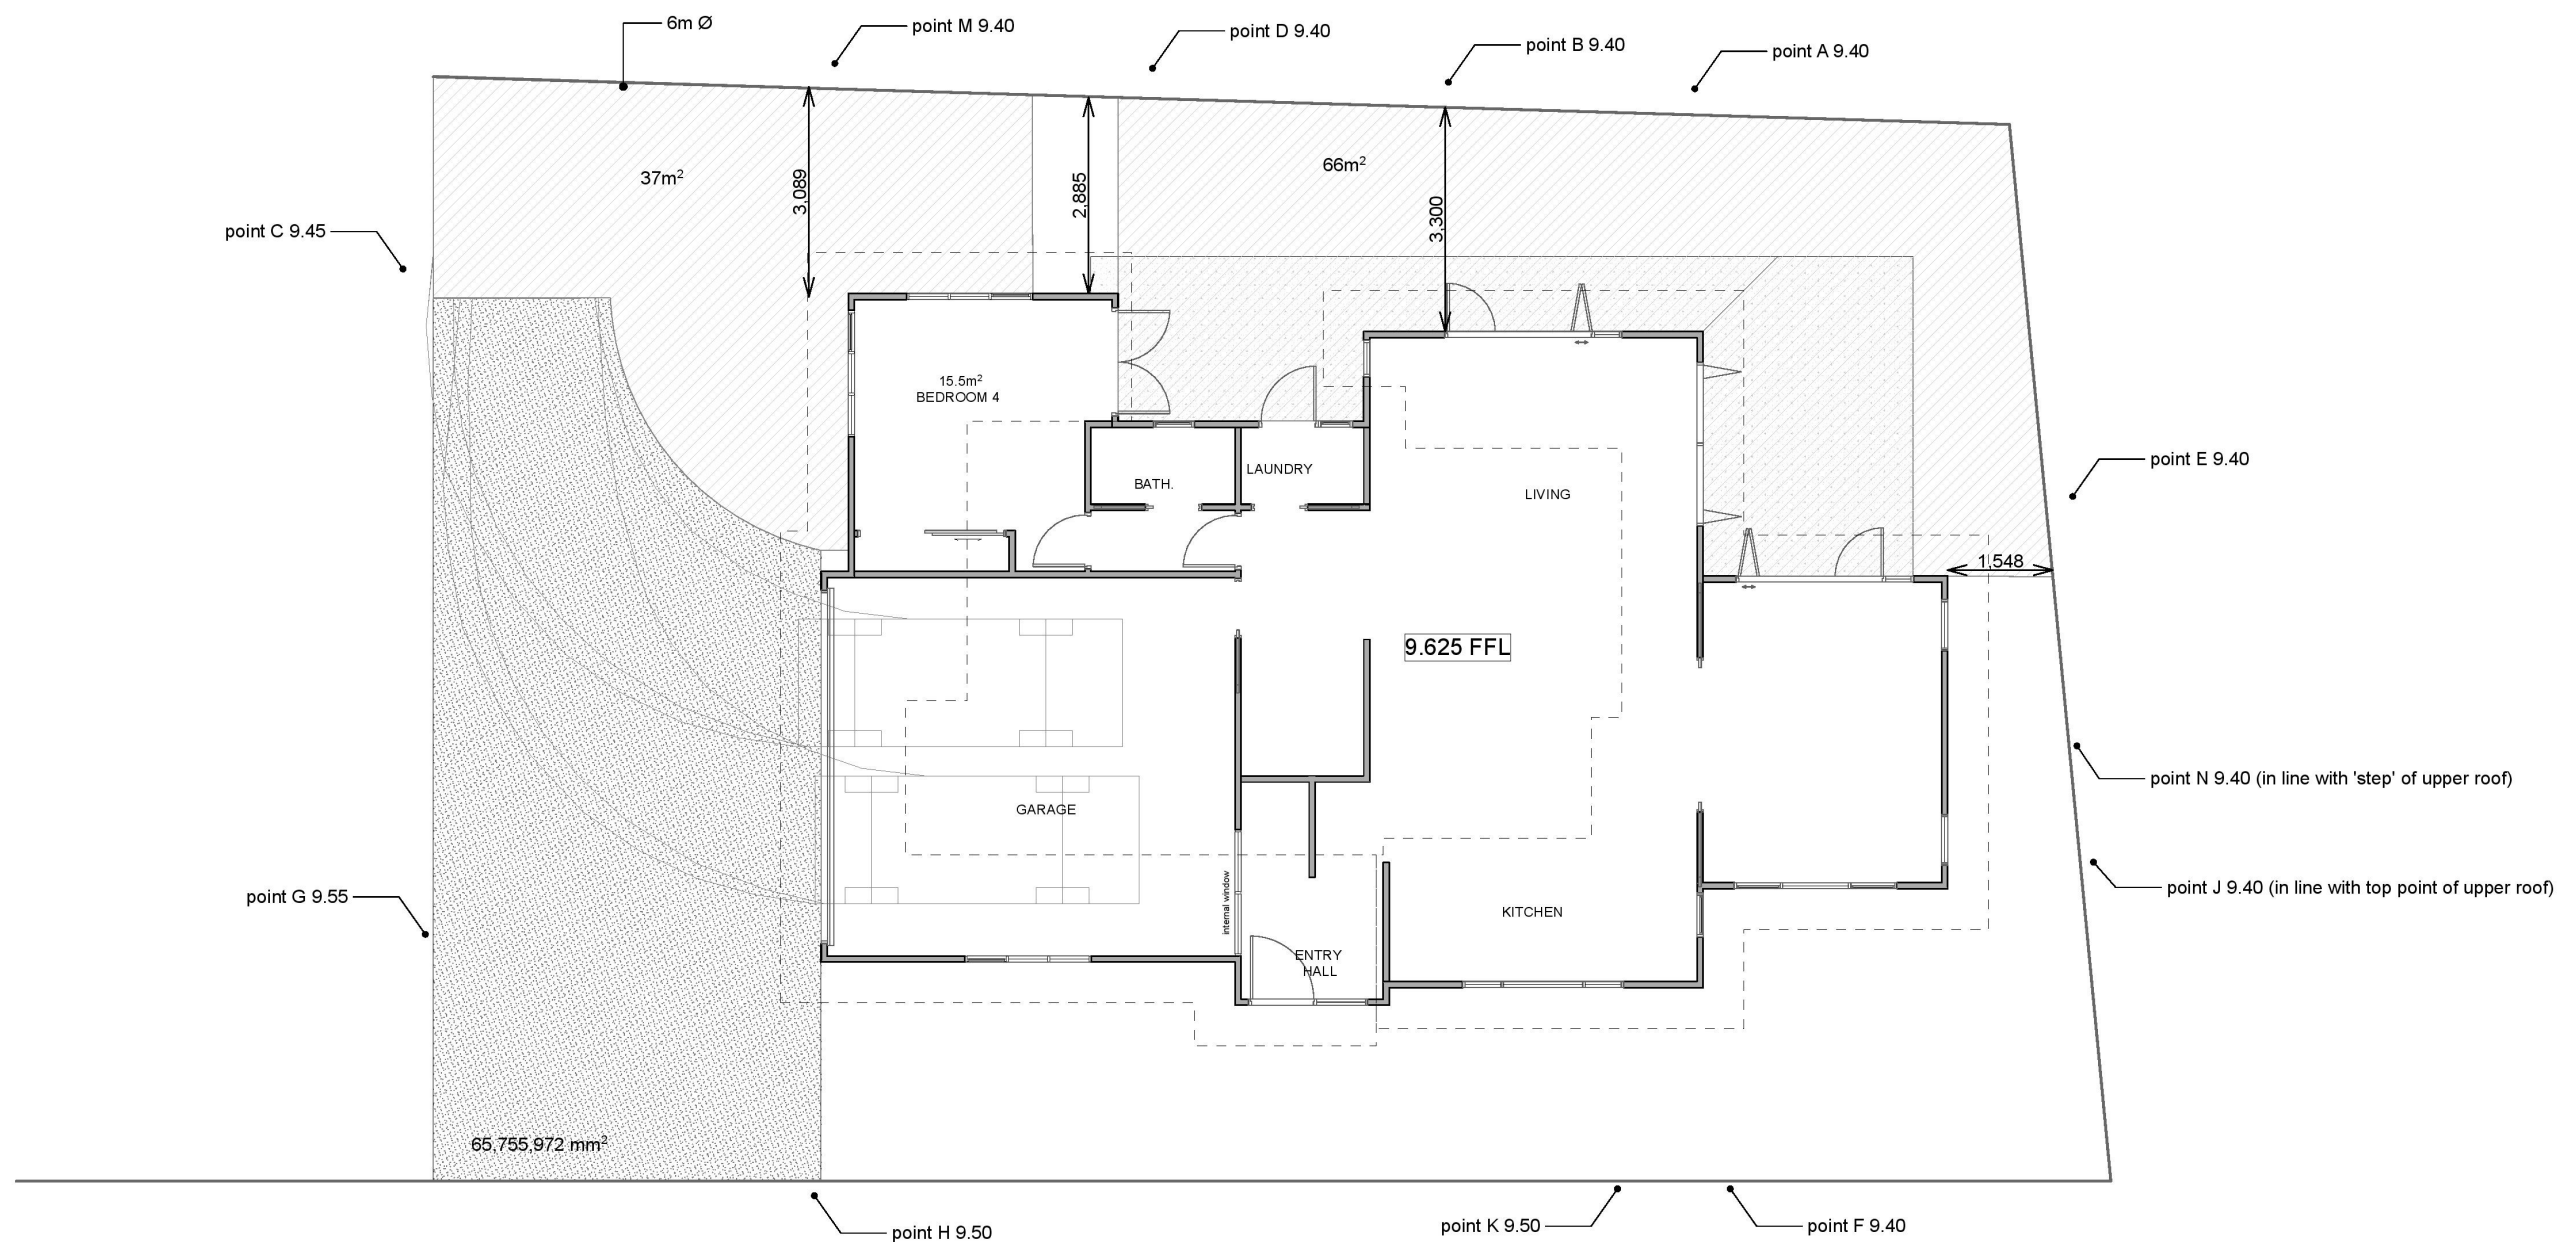 6m Ø
point M 9.40
point D 9.40
point B 9.40
point A 9.40
37m²
3,089
2,885
66m²
3,300
point C 9.45
15.5m²
BEDROOM 4
BATH.
LAUNDRY
LIVING
point E 9.40
1,548
9.625 FFL
point N 9.40 (in line with 'step' of upper roof)
GARAGE
point J 9.40 (in line with top point of upper roof)
point G 9.55
internal window
KITCHEN
ENTRY
HALL
65,755,972 mm²
point H 9.50
point K 9.50
point F 9.40